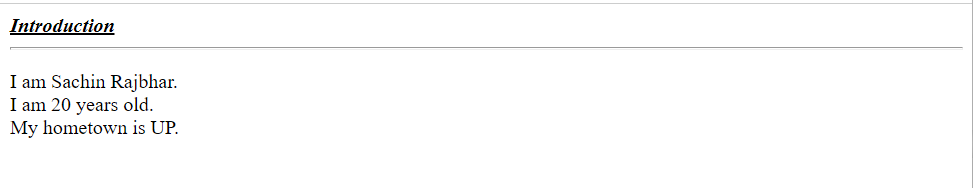 Introduction
I am Sachin Rajbhar.
I am 20 years old.
My hometown is UP.